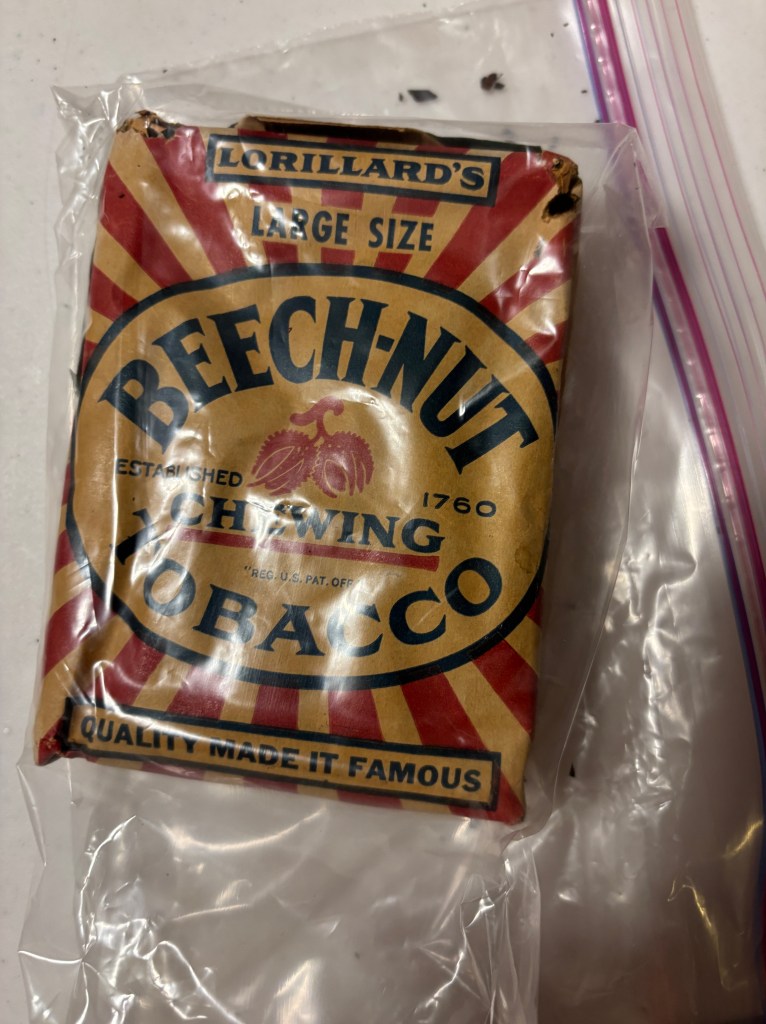 LORILLARD'S
LARGE SIZE
BEECH-NUT
ESTABLISHED 1760
CHEWING
"REG. U.S. PAT. OFF.
TOBACCO
QUALITY MADE IT FAMOUS